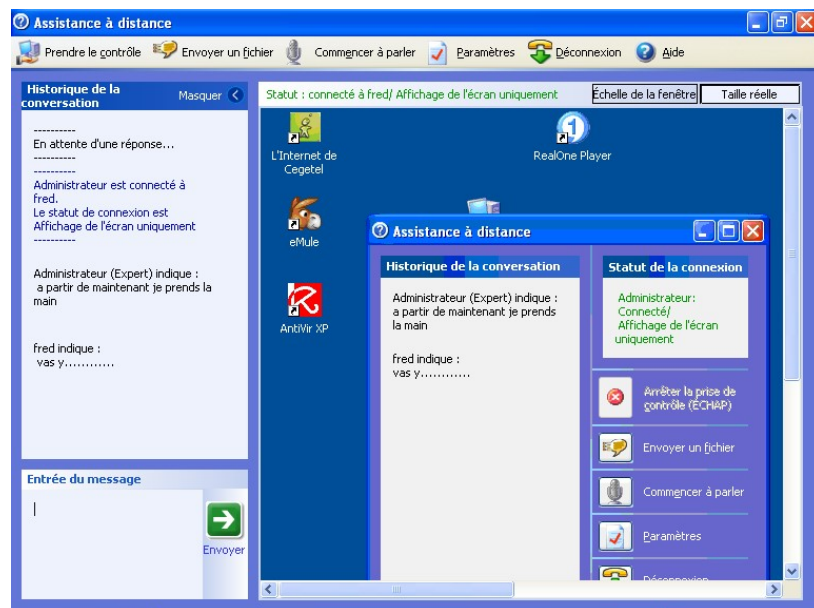 Assistance à distance
Prendre le contrôle Envoyer un fichier Commencer à parler Paramètres Déconnexion Aide
Historique de la conversation
Masquer
----------
En attente d'une réponse...
----------
----------
Administrateur est connecté à
fred.
Le statut de connexion est
Affichage de l'écran uniquement
----------
Administrateur (Expert) indique :
a partir de maintenant je prends la
main
fred indique :
vas y............
Entrée du message
Envoyer
Statut : connecté à fred/ Affichage de l'écran uniquement
Échelle de la fenêtre
Taille réelle
L'Internet de
Cegetel
RealOne Player
eMule
AntiVir XP
Assistance à distance
Historique de la conversation
Administrateur (Expert) indique :
a partir de maintenant je prends
la main
fred indique :
vas y............
Statut de la connexion
Administrateur:
Connecté/
Affichage de l'écran
uniquement
Arrêter la prise de
contrôle (ÉCHAP)
Envoyer un fichier
Commencer à parler
Paramètres
Déconnexion